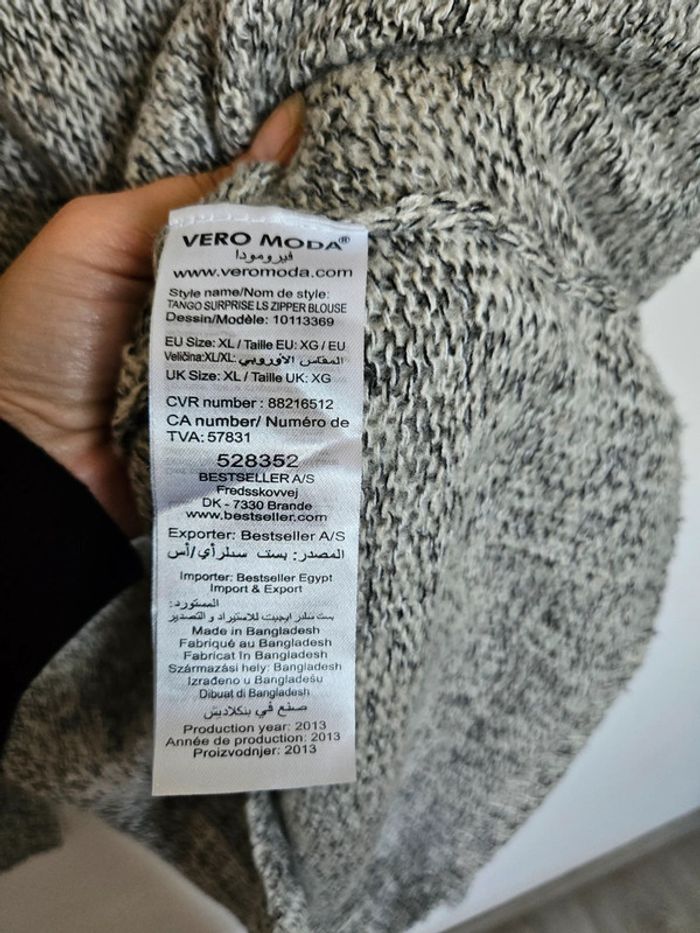 VERO MODA®
فيرومودا
www.veromoda.com
Style name/Nom de style:
TANGO SURPRISE LS ZIPPER BLOUSE
Dessin/Modèle: 10113369
EU Size: XL / Taille EU: XG / EU
Veličina:XL/XL: المقاس الأوروبي
UK Size: XL / Taille UK: XG
CVR number : 88216512
CA number/ Numéro de
TVA: 57831
528352
BESTSELLER A/S
Fredsskovvej
DK - 7330 Brande
www.bestseller.com
Exporter: Bestseller A/S
المصدر: بست سلر أي/أس
Importer: Bestseller Egypt
Import & Export
المستورد:
بست سلر ايجيبت للاستيراد و التصدير
Made in Bangladesh
Fabriqué au Bangladesh
Fabricat în Bangladesh
Származási hely: Bangladesh
Izrađeno u Bangladešu
Dibuat di Bangladesh
صنع في بنكلاديش
Production year: 2013
Année de production: 2013
Proizvodnjer: 2013